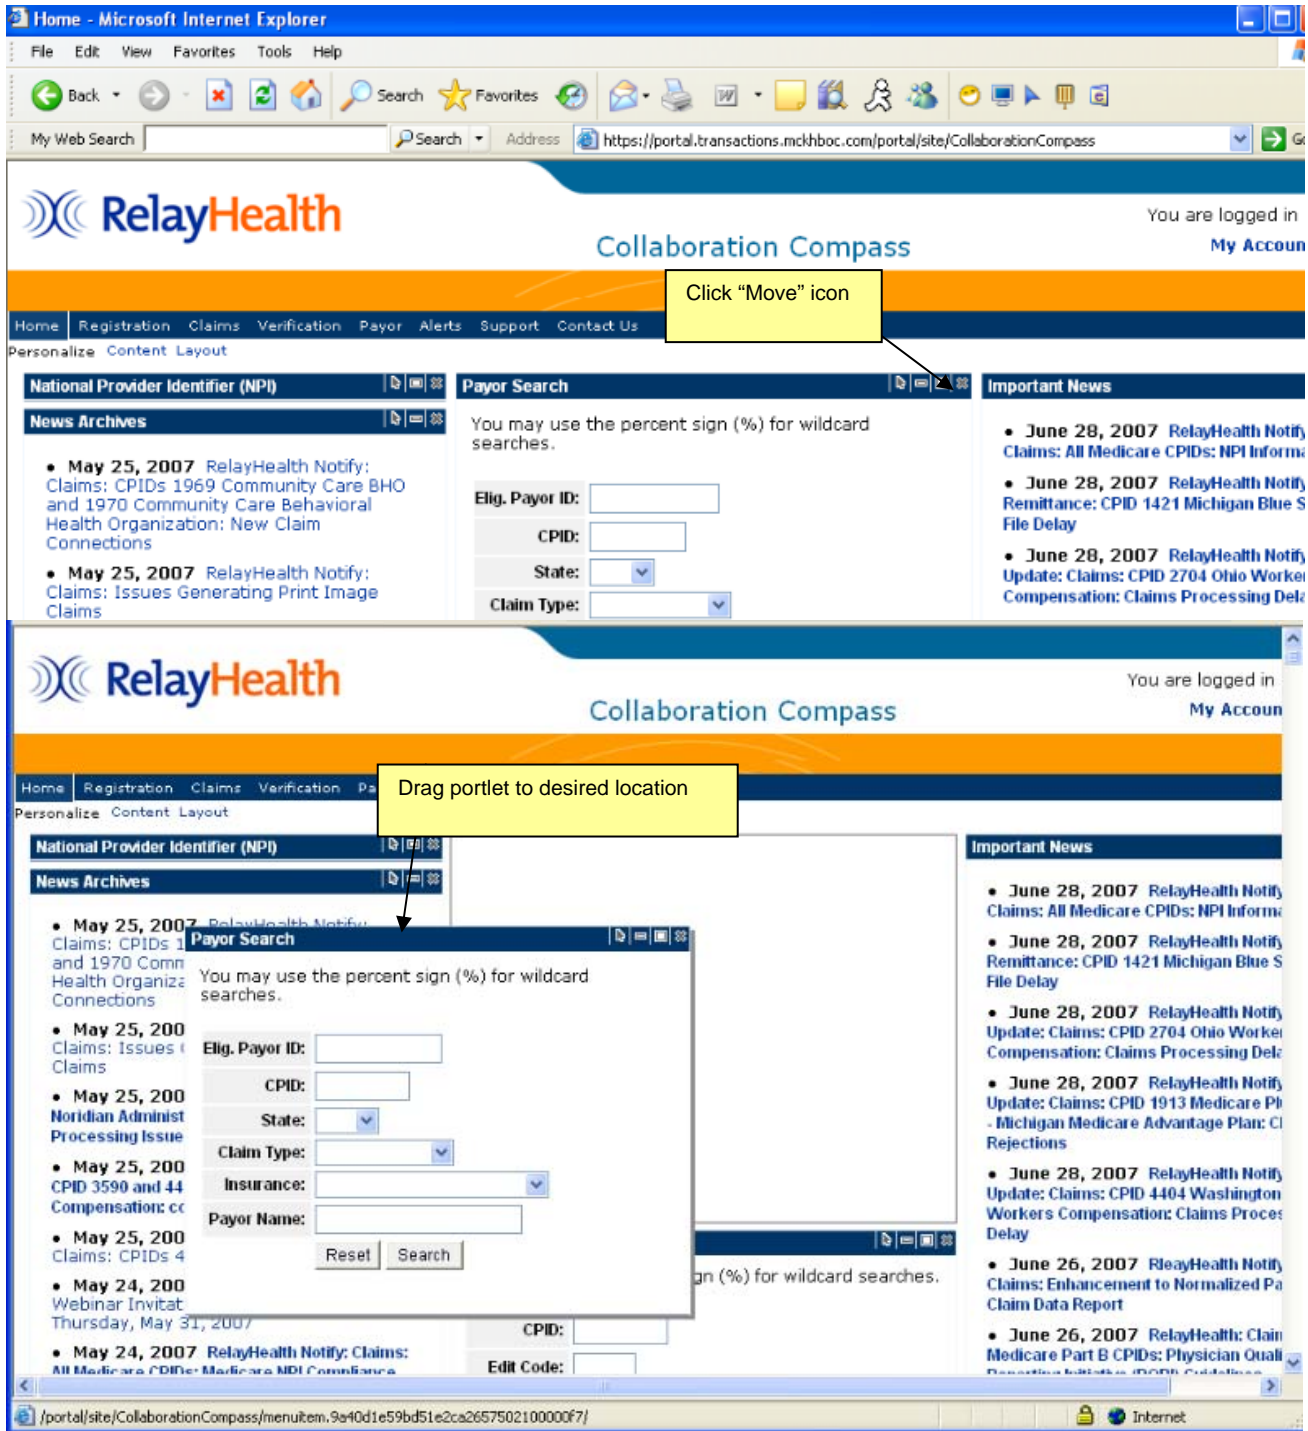 Home - Microsoft Internet Explorer
File Edit View Favorites Tools Help
Back Search Favorites
My Web Search Search Address https://portal.transactions.mckhboc.com/portal/site/CollaborationCompass
RelayHealth
You are logged in
Collaboration Compass
My Accoun
Click “Move” icon
Home Registration Claims Verification Payor Alerts Support Contact Us
Personalize Content Layout
National Provider Identifier (NPI)
News Archives
• May 25, 2007 RelayHealth Notify:
Claims: CPIDs 1969 Community Care BHO
and 1970 Community Care Behavioral
Health Organization: New Claim
Connections
• May 25, 2007 RelayHealth Notify:
Claims: Issues Generating Print Image
Claims
Payor Search
You may use the percent sign (%) for wildcard
searches.
Elig. Payor ID:
CPID:
State:
Claim Type:
Important News
• June 28, 2007 RelayHealth Notify
Claims: All Medicare CPIDs: NPI Informa
• June 28, 2007 RelayHealth Notify
Remittance: CPID 1421 Michigan Blue S
File Delay
• June 28, 2007 RelayHealth Notify
Update: Claims: CPID 2704 Ohio Worke
Compensation: Claims Processing Dela
RelayHealth
You are logged in
Collaboration Compass
My Accoun
Drag portlet to desired location
Home Registration Claims Verification Pa
Personalize Content Layout
National Provider Identifier (NPI)
News Archives
• May 25, 2007 RelayHealth Notify:
Claims: CPIDs 1
and 1970 Comm
Health Organiza
Connections
• May 25, 200
Claims: Issues
Claims
• May 25, 200
Noridian Administ
Processing Issue
• May 25, 200
CPID 3590 and 44
Compensation: cc
• May 25, 200
Claims: CPIDs 4
• May 24, 200
Webinar Invitat
Thursday, May 31, 2007
• May 24, 2007 RelayHealth Notify: Claims:
All Medicare CPIDs: Medicare NPI Compliance
Payor Search
You may use the percent sign (%) for wildcard
searches.
Elig. Payor ID:
CPID:
State:
Claim Type:
Insurance:
Payor Name:
Reset Search
gn (%) for wildcard searches.
CPID:
Edit Code:
Important News
• June 28, 2007 RelayHealth Notify
Claims: All Medicare CPIDs: NPI Informa
• June 28, 2007 RelayHealth Notify
Remittance: CPID 1421 Michigan Blue S
File Delay
• June 28, 2007 RelayHealth Notify
Update: Claims: CPID 2704 Ohio Worker
Compensation: Claims Processing Dela
• June 28, 2007 RelayHealth Notify
Update: Claims: CPID 1913 Medicare Pl
- Michigan Medicare Advantage Plan: Cl
Rejections
• June 28, 2007 RelayHealth Notify
Update: Claims: CPID 4404 Washington
Workers Compensation: Claims Proces
Delay
• June 26, 2007 RleayHealth Notify
Claims: Enhancement to Normalized Pa
Claim Data Report
• June 26, 2007 RelayHealth: Claim
Medicare Part B CPIDs: Physician Quali
Reporting Initiative (PQRI) Guidelines
/portal/site/CollaborationCompass/menuitem.9a40d1e59bd51e2ca2657502100000f7/
Internet